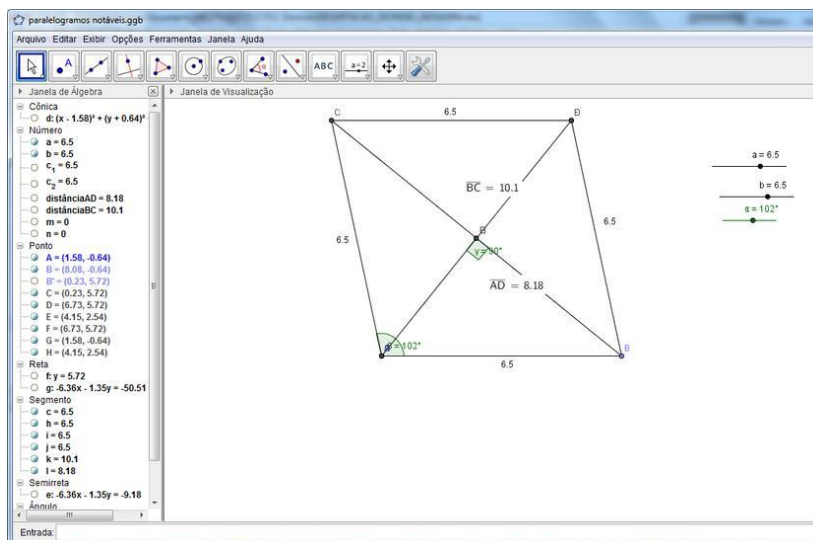 paralelogramos notáveis.ggb
Arquivo Editar Exibir Opções Ferramentas Janela Ajuda
A
ABC
a=2
Janela de Álgebra
Janela de Visualização
Cônica
d: (x - 1.58)² + (y + 0.64)²
Número
a = 6.5
b = 6.5
c₁ = 6.5
c₂ = 6.5
distânciaAD = 8.18
distânciaBC = 10.1
m = 0
n = 0
Ponto
A = (1.58, -0.64)
B = (8.08, -0.64)
B' = (0.23, 5.72)
C = (0.23, 5.72)
D = (6.73, 5.72)
E = (4.15, 2.54)
F = (6.73, 5.72)
G = (1.58, -0.64)
H = (4.15, 2.54)
Reta
f: y = 5.72
g: -6.36x - 1.35y = -50.51
Segmento
c = 6.5
h = 6.5
i = 6.5
j = 6.5
k = 10.1
l = 8.18
Semirreta
e: -6.36x - 1.35y = -9.18
Ângulo
C
6.5
BC = 10.1
γ = 90°
6.5
6.5
AD = 8.18
= 102°
B
6.5
a = 6.5
b = 6.5
α = 102°
Entrada: